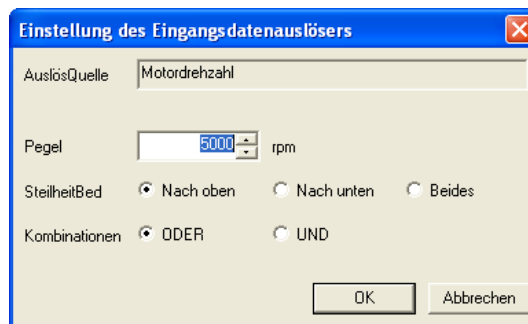 Einstellung des Eingangsdatenauslösers
AuslösQuelle Motordrehzahl
Pegel 5000 rpm
SteilheitBed Nach oben Nach unten Beides
Kombinationen ODER UND
OK Abbrechen